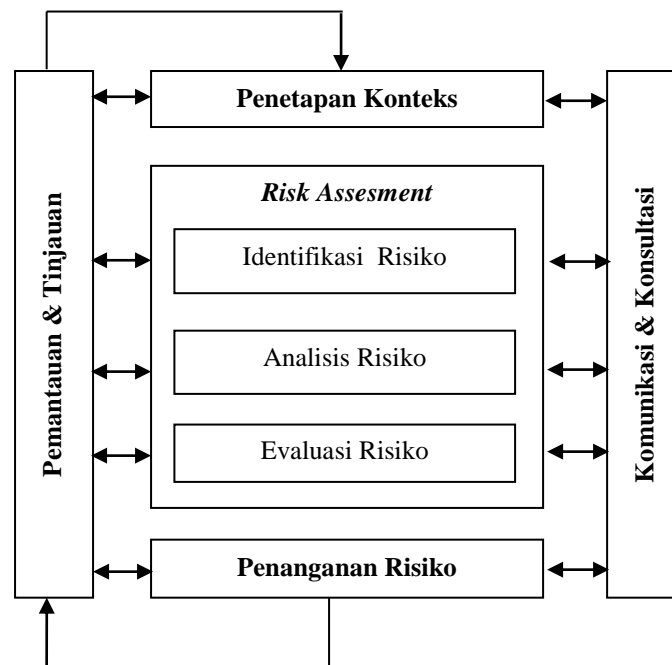 Penetapan Konteks
Pemantauan & Tinjauan
Risk Assesment
Identifikasi Risiko
Analisis Risiko
Evaluasi Risiko
Komunikasi & Konsultasi
Penanganan Risiko